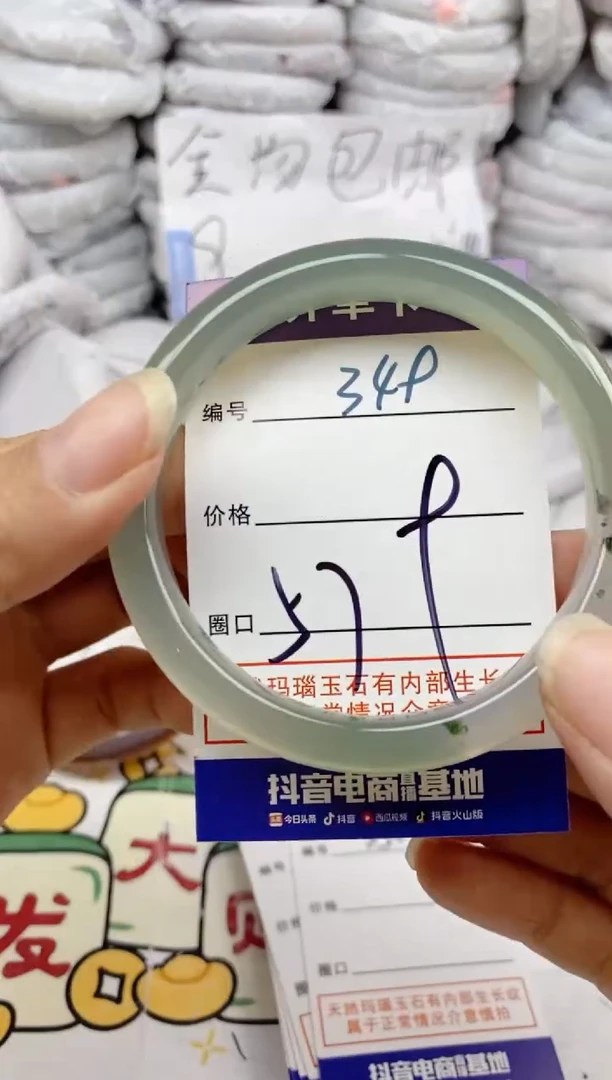 全场包邮
编号 349
价格 9
圈口 57
玛瑙玉石有内部生长
常情况介意
抖音电商直播基地
今日头条 抖音 西瓜视频 抖音火山版
发
大
编号
价格
圈口
天然玛瑙玉石有内部生长纹
属于正常情况介意慎拍
抖音电商直播基地